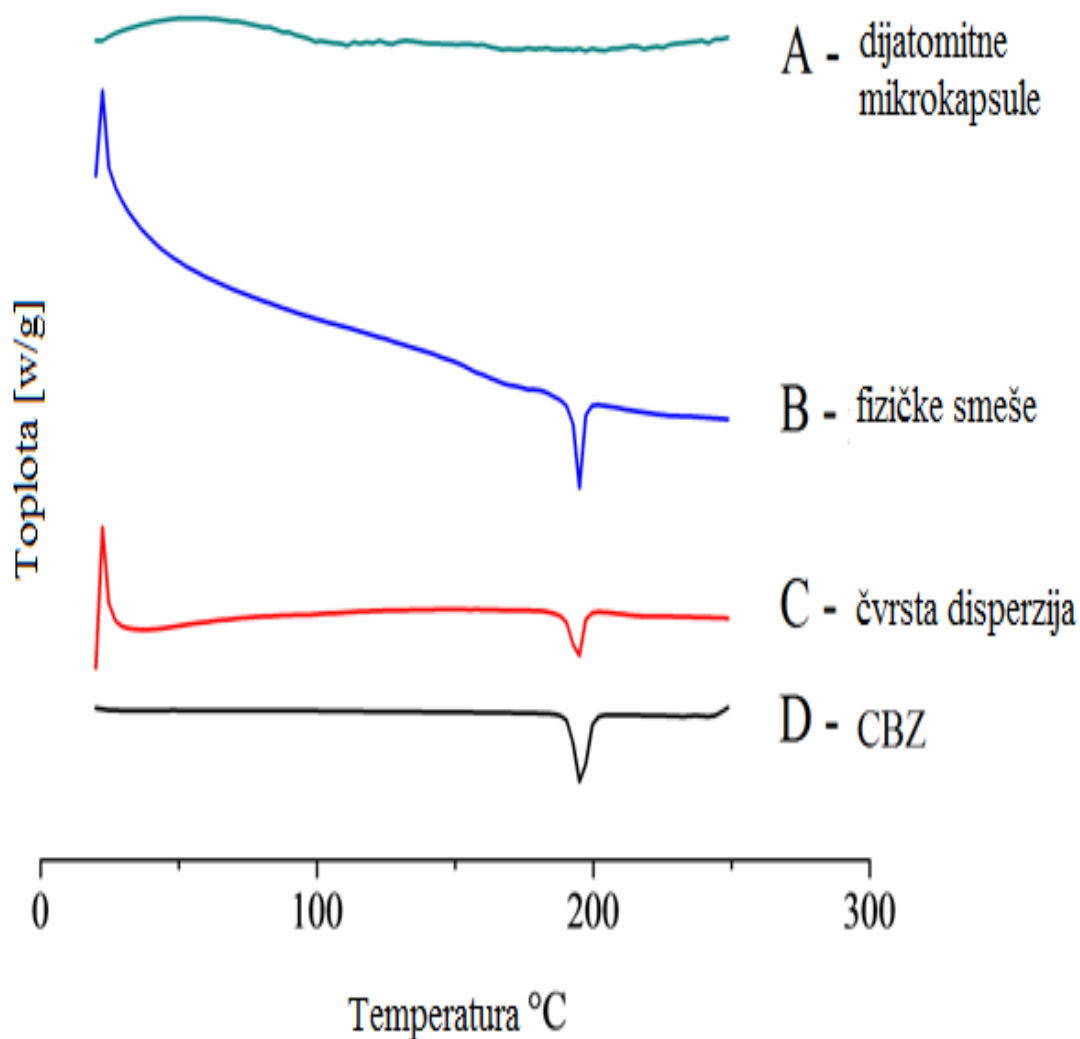 A - dijatomitne
mikrokapsule
B - fizičke smeše
C - čvrsta disperzija
D - CBZ
Toplota [w/g]
0 100 200 300
Temperatura °C